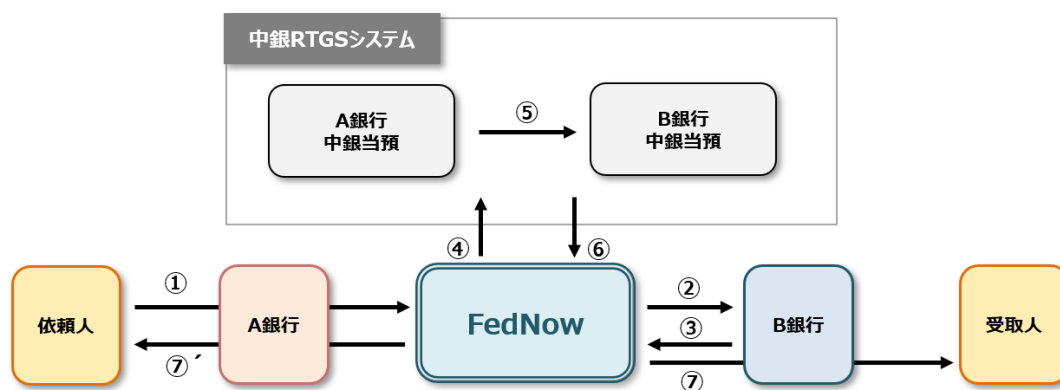 中銀RTGSシステム
A銀行
中銀当預
⑤
B銀行
中銀当預
④
⑥
依頼人
①
A銀行
⑦´
FedNow
②
③
⑦
B銀行
受取人